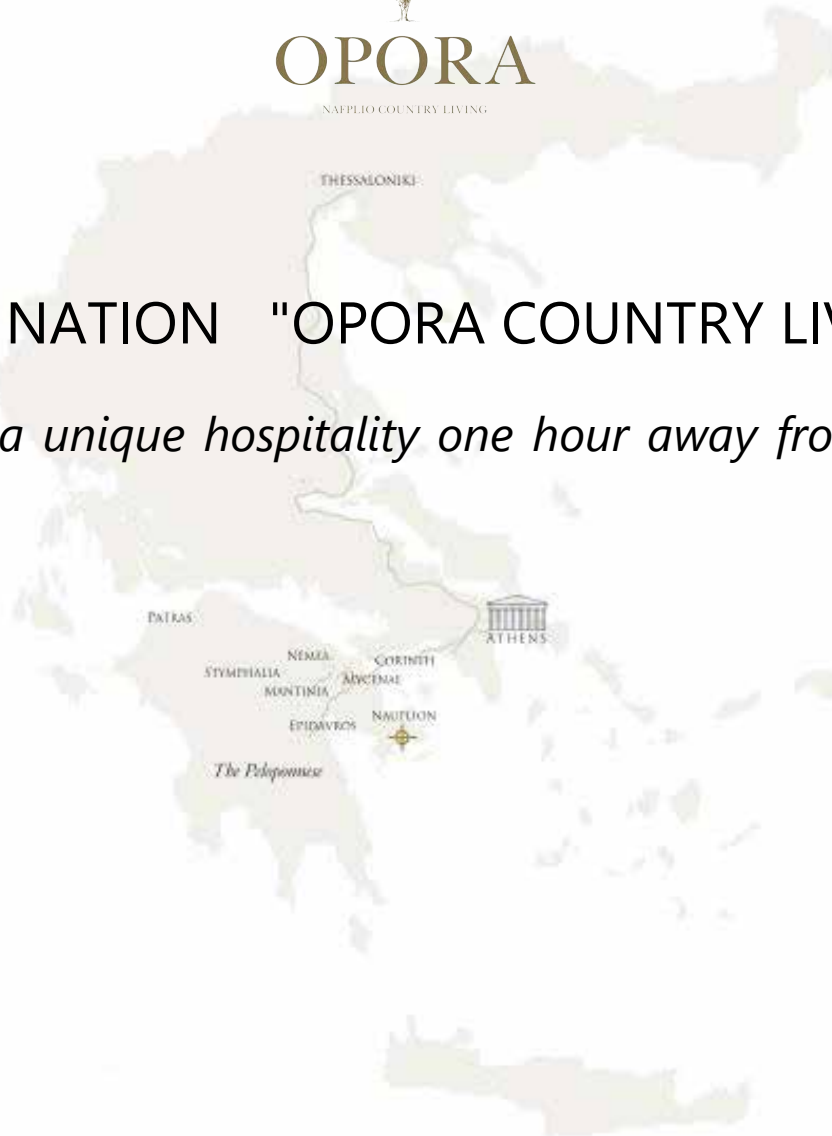 OPORA
NAFPLIO COUNTRY LIVING
THESSALONIKI
NATION "OPORA COUNTRY LIV
a unique hospitality one hour away fro
PATRAS
ATHENS
NEMEA
CORINTH
STYMPHALIA
MYCENAE
MANTINIA
EPIDAVROS
NAUPLION
The Peloponnese